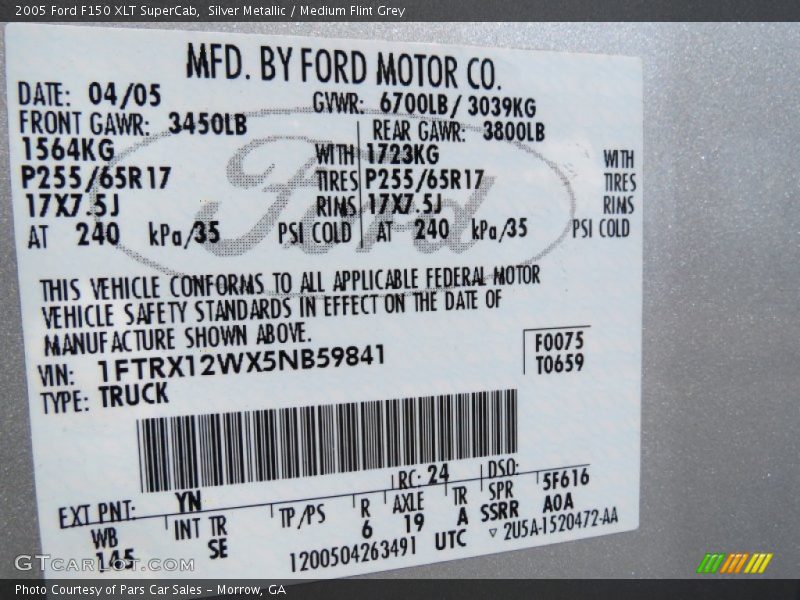 2005 Ford F150 XLT SuperCab,  Silver Metallic / Medium Flint Grey
MFD. BY FORD MOTOR CO.
DATE: 04/05 GVWR: 6700LB/ 3039KG
FRONT GAWR: 3450LB REAR GAWR: 3800LB
1564KG WITH 1723KG WITH
P255/65R17 TIRES P255/65R17 TIRES
17X7.5J RIMS 17X7.5J RIMS
AT 240 kPa/35 PSI COLD AT 240 kPa/35 PSI COLD
Ford
THIS VEHICLE CONFORMS TO ALL APPLICABLE FEDERAL MOTOR
VEHICLE SAFETY STANDARDS IN EFFECT ON THE DATE OF
MANUFACTURE SHOWN ABOVE.
VIN: 1FTRX12WX5NB59841
TYPE: TRUCK
F0075
T0659
EXT PNT: YN RC: 24 DSO:
WB INT TR TP/PS R AXLE TR SPR 5F616
145 SE 6 19 A SSRR A0A
1200504263491 UTC ▽ 2U5A-1520472-AA
GTCarLot.com
Photo Courtesy of Pars Car Sales – Morrow, GA